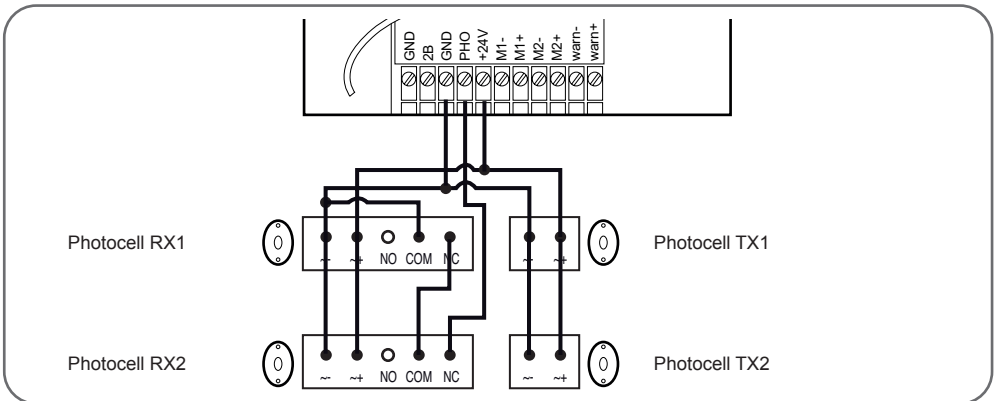 GND
2B
GND
PHO
+24V
M1-
M1+
M2-
M2+
warn-
warn+
Photocell RX1
~- ~+ NO COM NC
~- ~+
Photocell TX1
Photocell RX2
~- ~+ NO COM NC
~- ~+
Photocell TX2